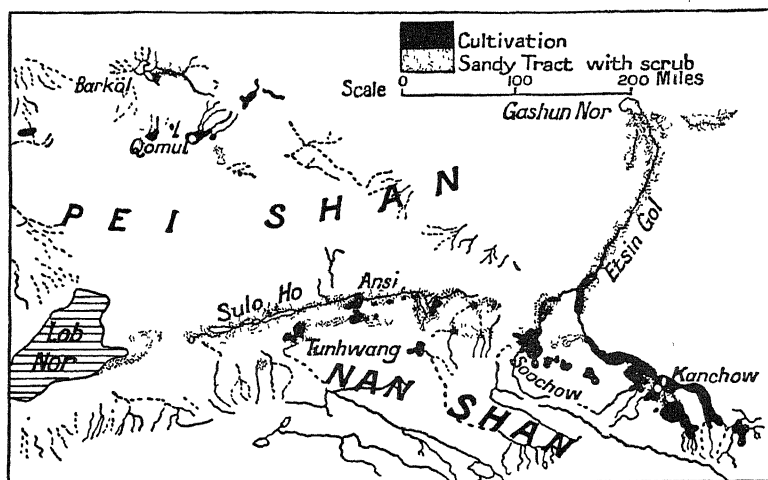 Cultivation
Sandy Tract with scrub
Scale 0 100 200 Miles
Barkol
Gashun Nor
Qomul
PEI SHAN
Etsin Gol
Ansi
Sulo Ho
Lob
Nor
Tunhwang
Soochow
Kanchow
NAN SHAN